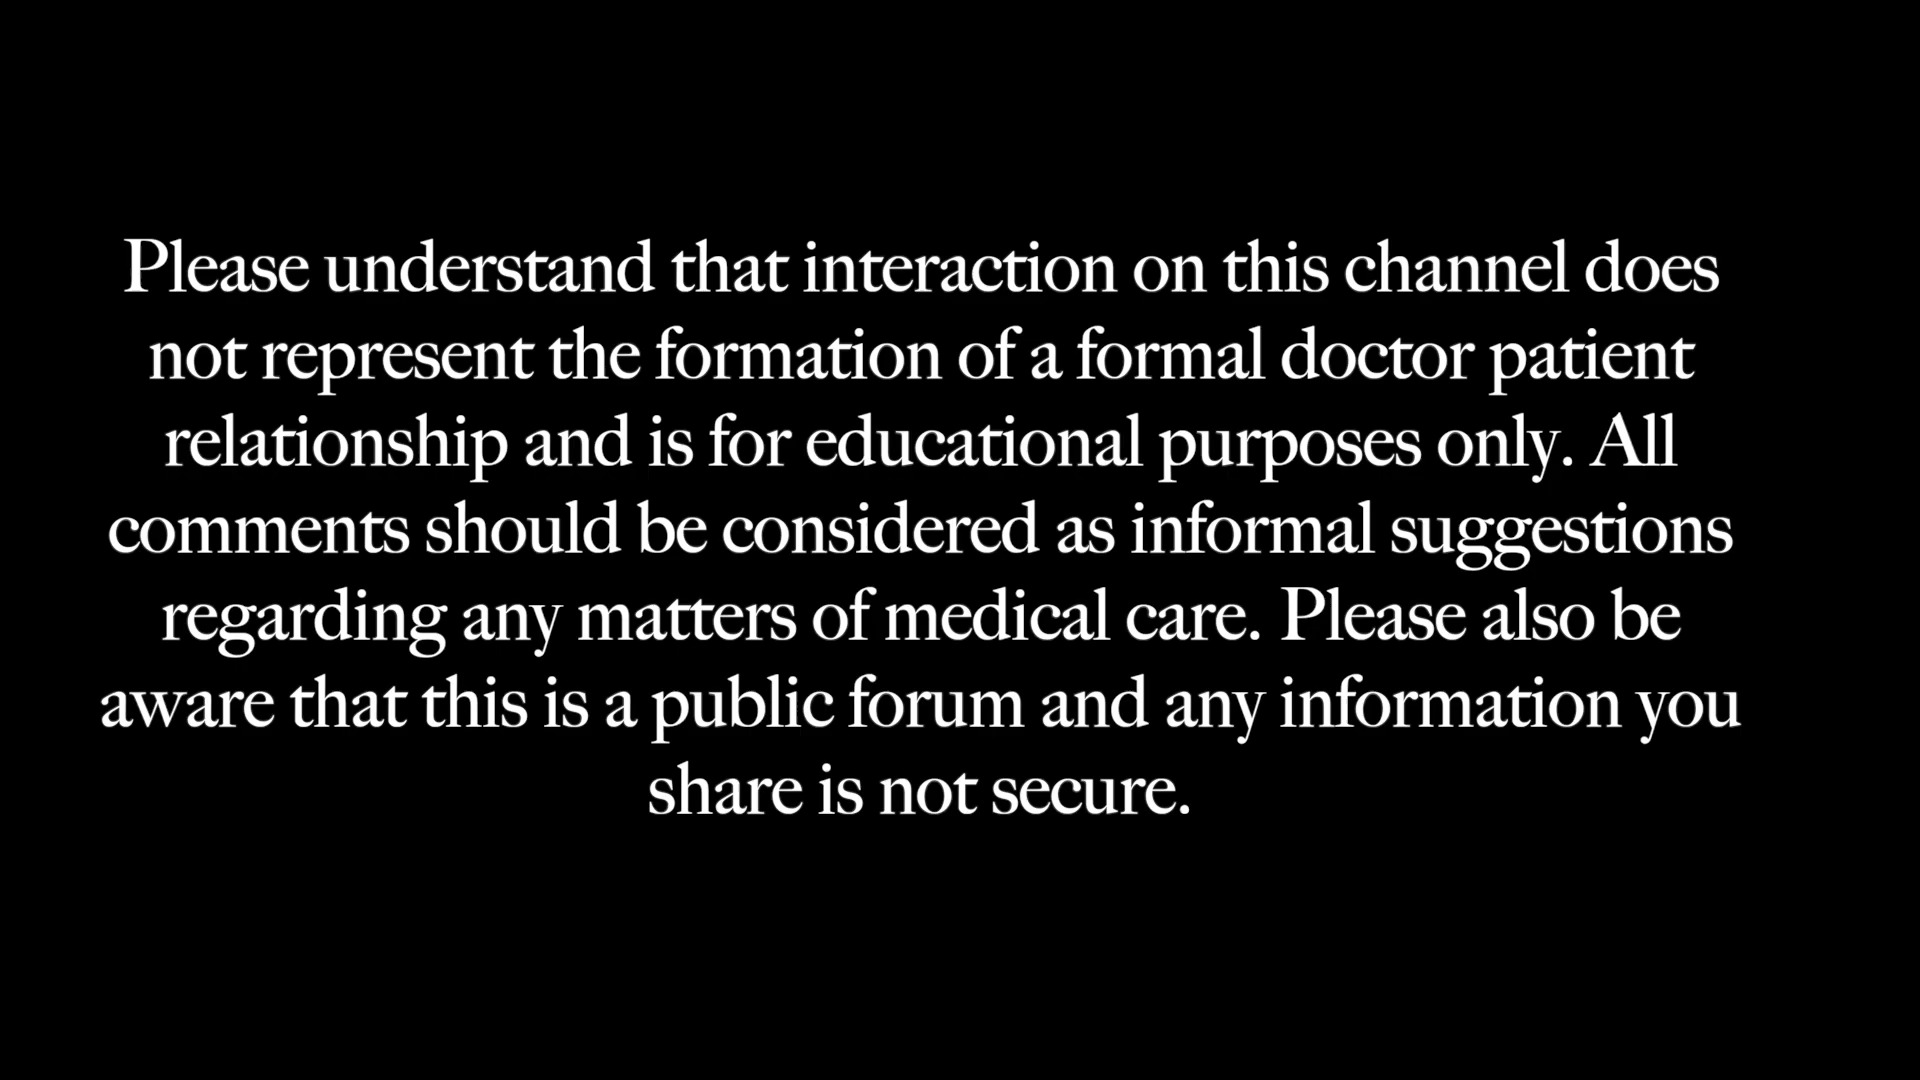 Please understand that interaction on this channel does
not represent the formation of a formal doctor patient
relationship and is for educational purposes only. All
comments should be considered as informal suggestions
regarding any matters of medical care. Please also be
aware that this is a public forum and any information you
share is not secure.